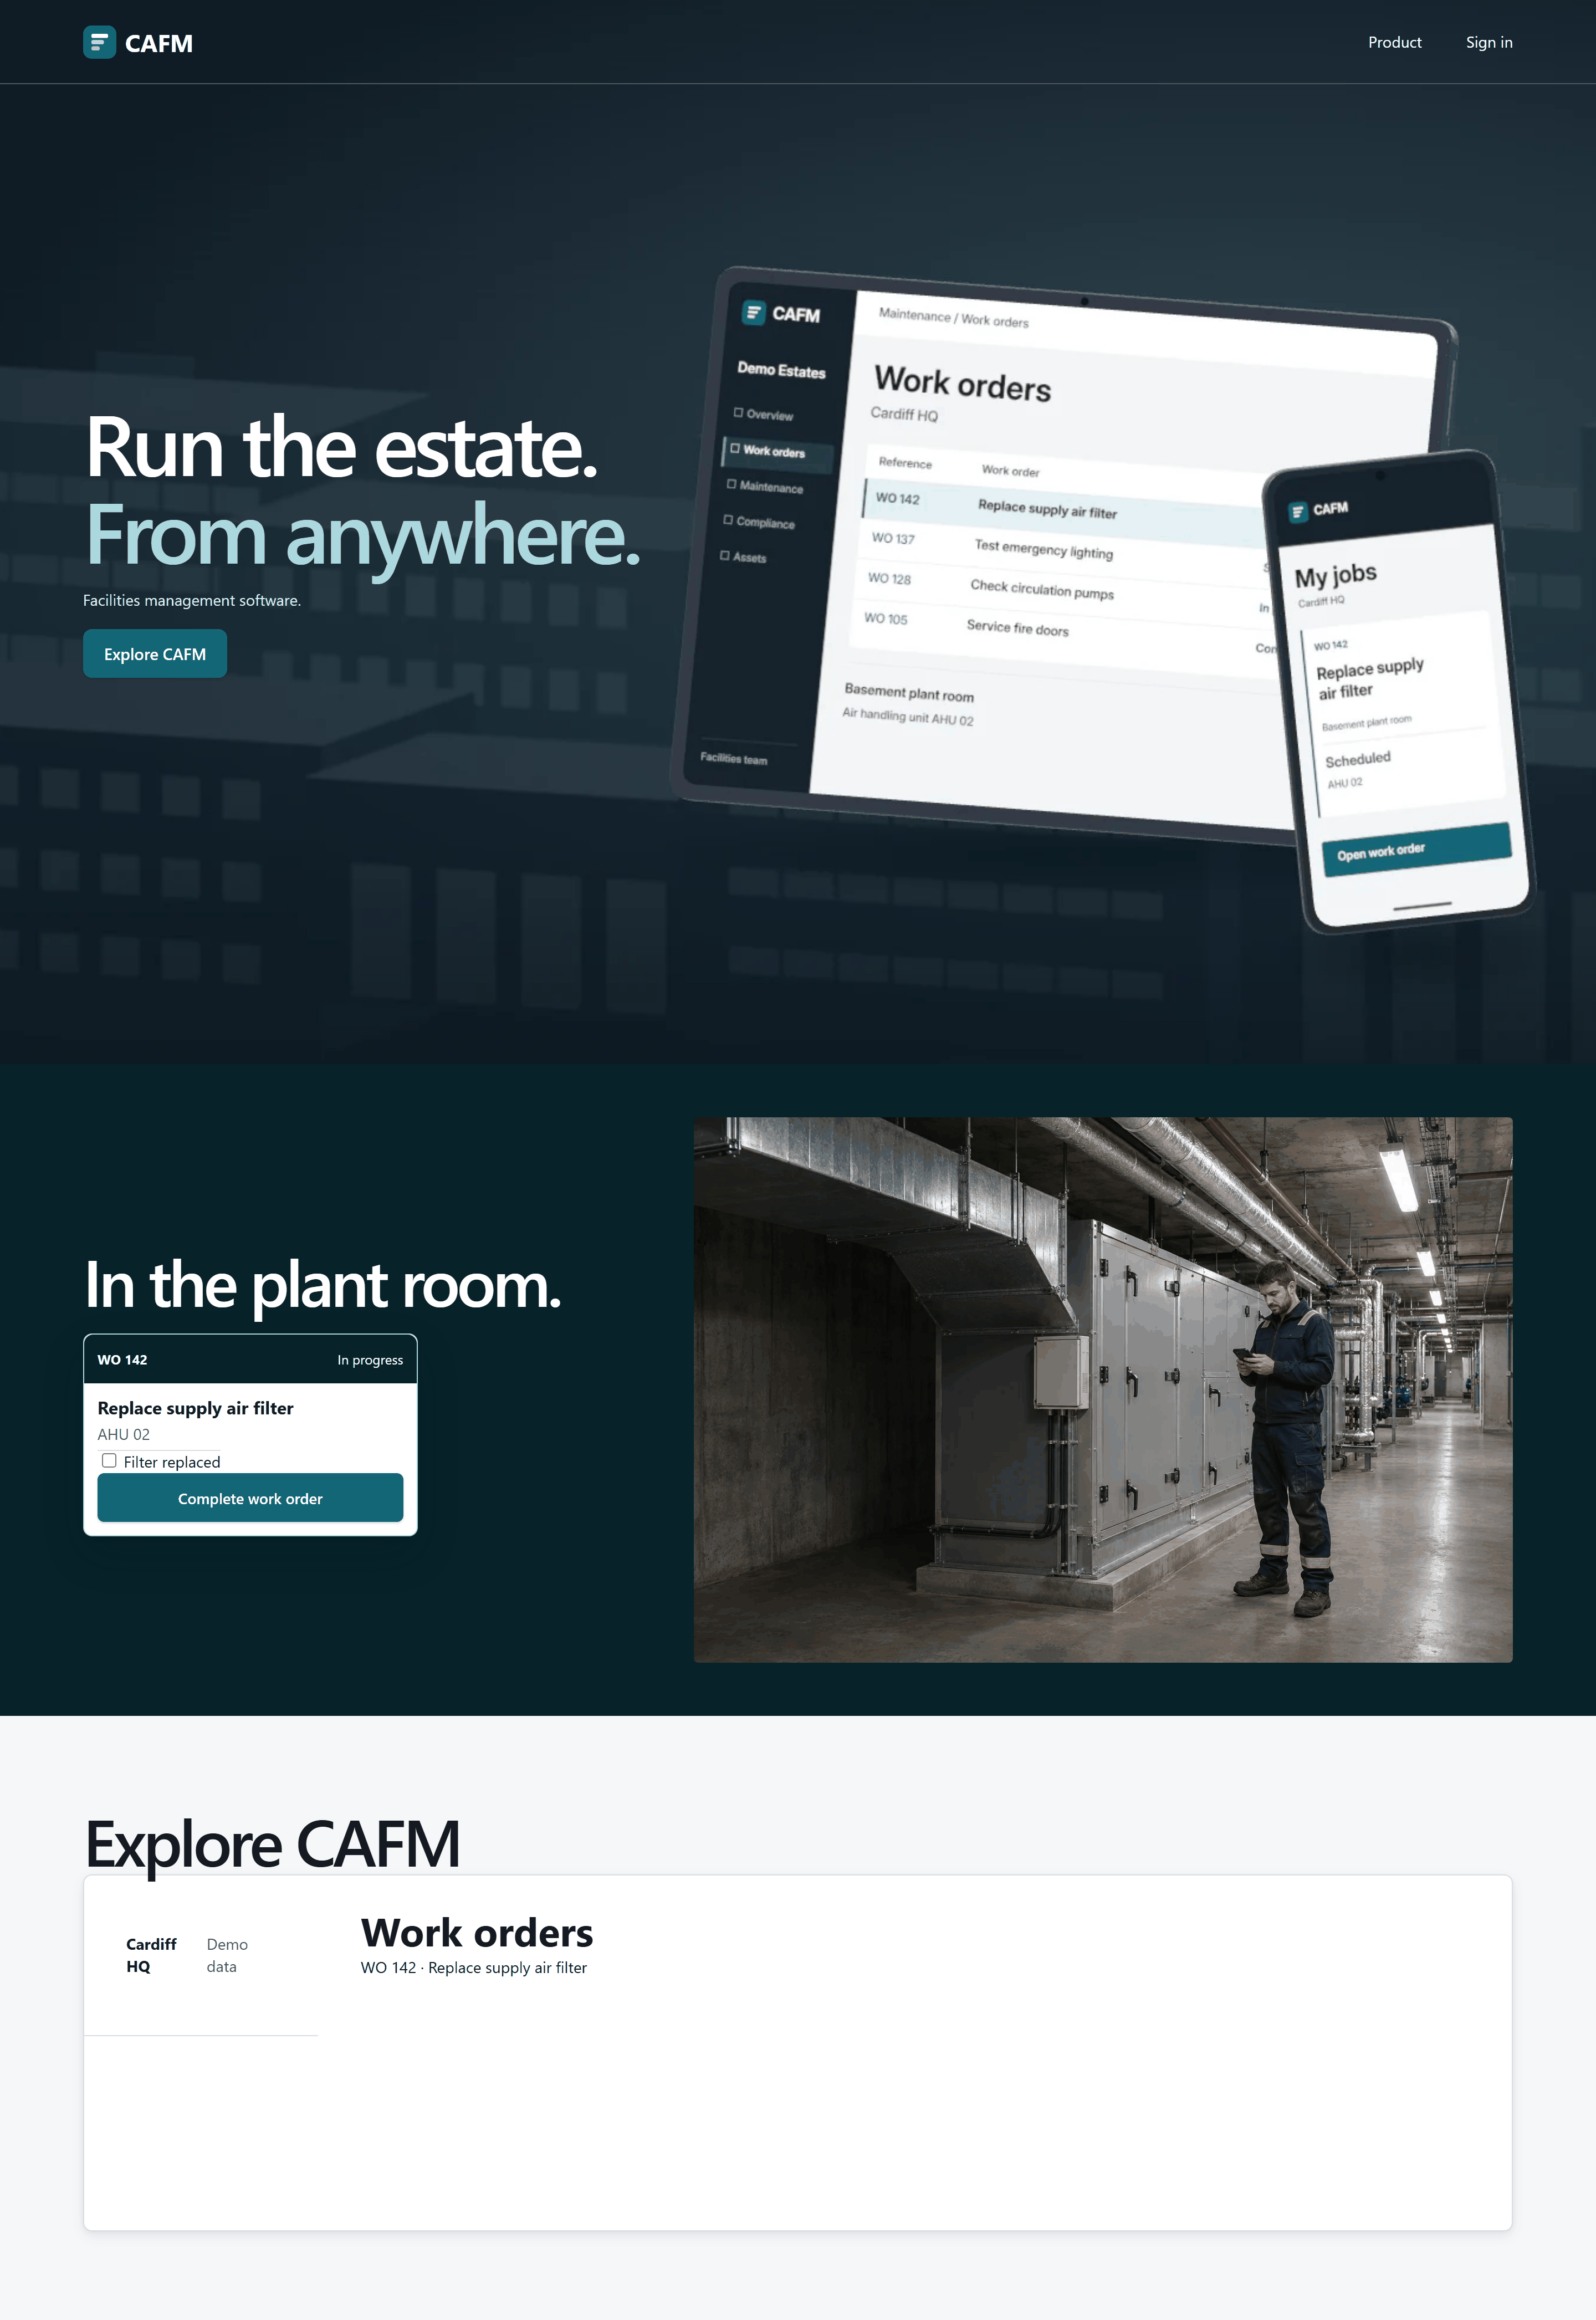 CAFM
Product
Sign in
Run the estate.
From anywhere.
Facilities management software.
Explore CAFM
CAFM
Demo Estates
Overview
Work orders
Maintenance
Compliance
Assets
Facilities team
Maintenance / Work orders
Work orders
Cardiff HQ
Reference Work order
WO 142 Replace supply air filter
WO 137 Test emergency lighting
WO 128 Check circulation pumps
In
WO 105 Service fire doors
Basement plant room
Air handling unit AHU 02
CAFM
My jobs
Cardiff HQ
WO 142
Replace supply
air filter
Basement plant room
Scheduled
AHU 02
Open work order
In the plant room.
WO 142 In progress
Replace supply air filter
AHU 02
Filter replaced
Complete work order
Explore CAFM
Cardiff
HQ
Demo
data
Work orders
WO 142 · Replace supply air filter